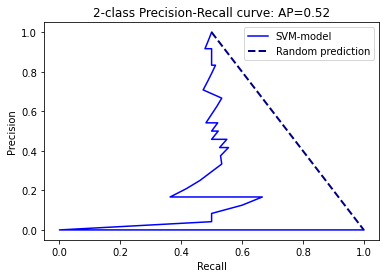 2-class Precision-Recall curve: AP=0.52
SVM-model
Random prediction
Precision
1.0
0.8
0.6
0.4
0.2
0.0
0.0 0.2 0.4 0.6 0.8 1.0
Recall